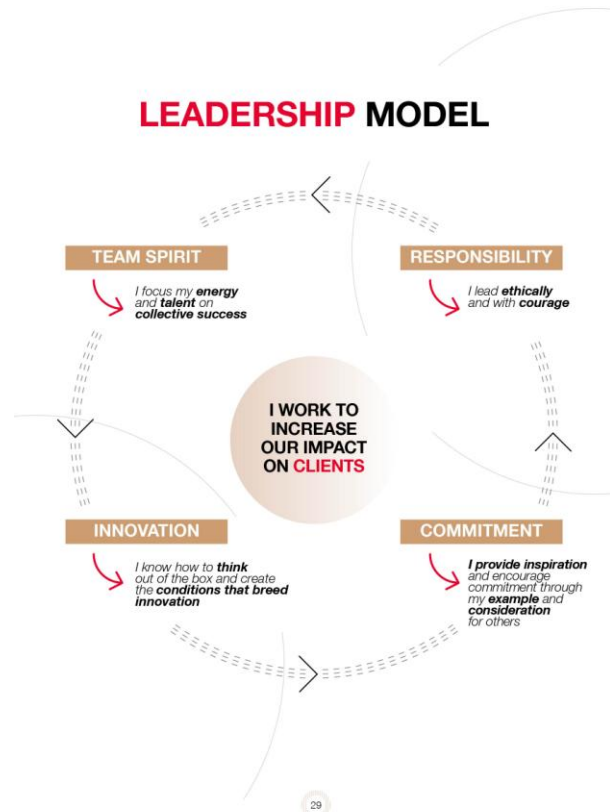 LEADERSHIP MODEL
TEAM SPIRIT
I focus my energy
and talent on
collective success
RESPONSIBILITY
I lead ethically
and with courage
I WORK TO
INCREASE
OUR IMPACT
ON CLIENTS
INNOVATION
I know how to think
out of the box and create
the conditions that breed
innovation
COMMITMENT
I provide inspiration
and encourage
commitment through
my example and
consideration
for others
29